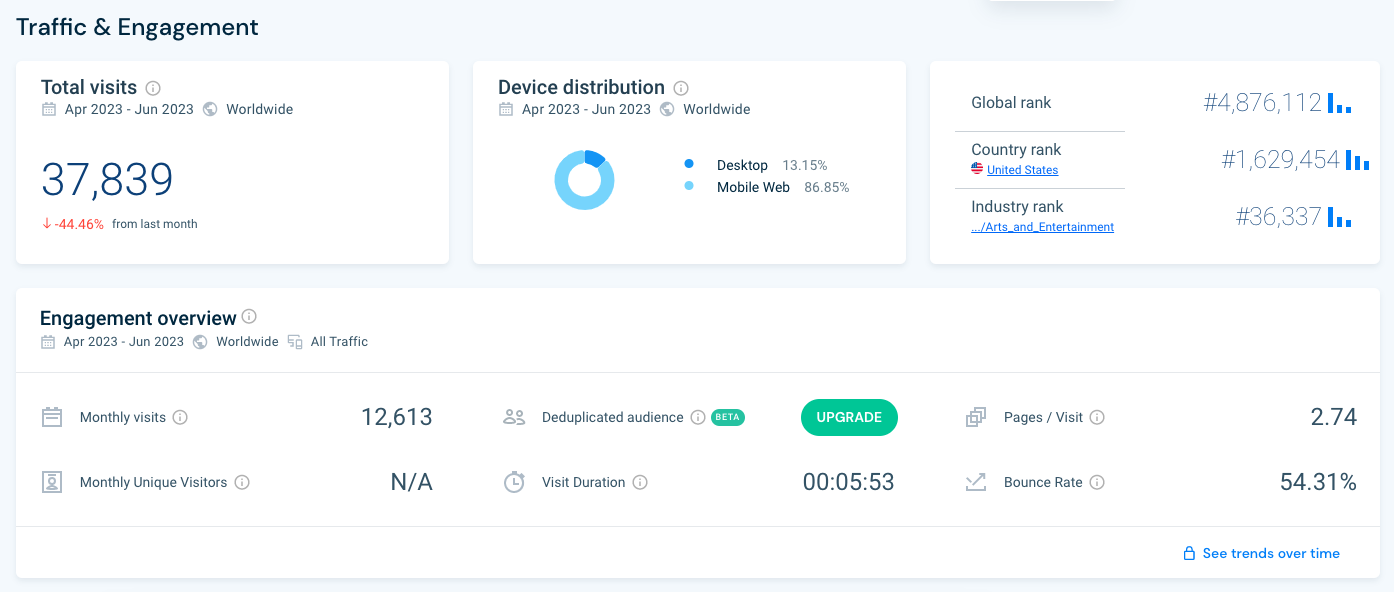 Traffic & Engagement
Total visits
Apr 2023 - Jun 2023 Worldwide
37,839
-44.46% from last month
Device distribution
Apr 2023 - Jun 2023 Worldwide
Desktop 13.15%
Mobile Web 86.85%
Global rank #4,876,112
Country rank #1,629,454
United States
Industry rank #36,337
.../Arts_and_Entertainment
Engagement overview
Apr 2023 - Jun 2023 Worldwide All Traffic
Monthly visits 12,613
Deduplicated audience BETA UPGRADE
Pages / Visit 2.74
Monthly Unique Visitors N/A
Visit Duration 00:05:53
Bounce Rate 54.31%
See trends over time